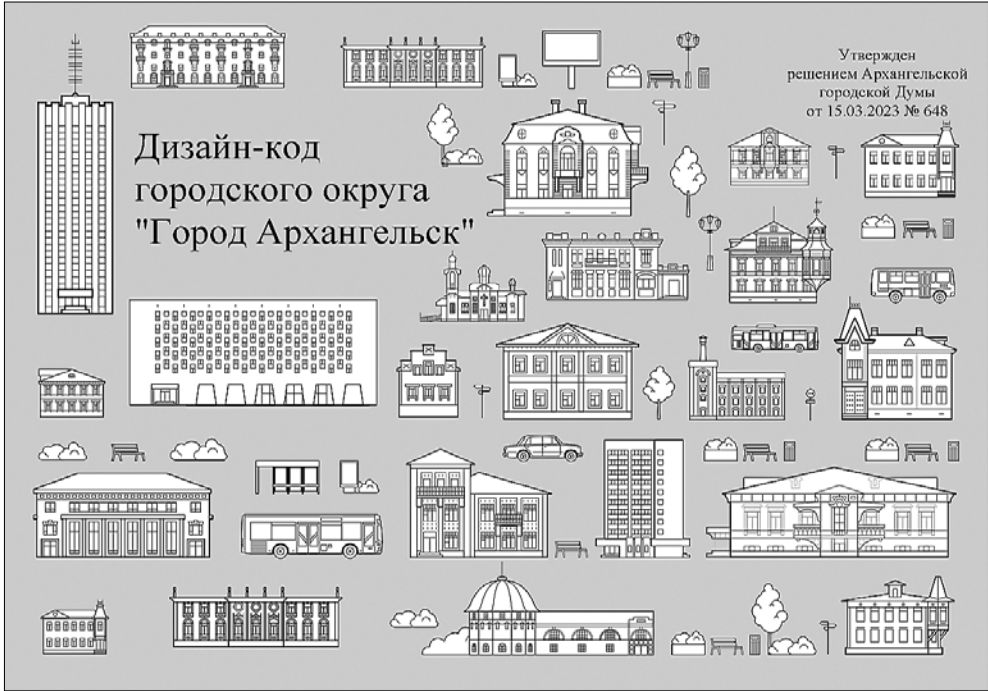 Утвержден
решением Архангельской
городской Думы
от 15.03.2023 № 648
Дизайн-код
городского округа
"Город Архангельск"